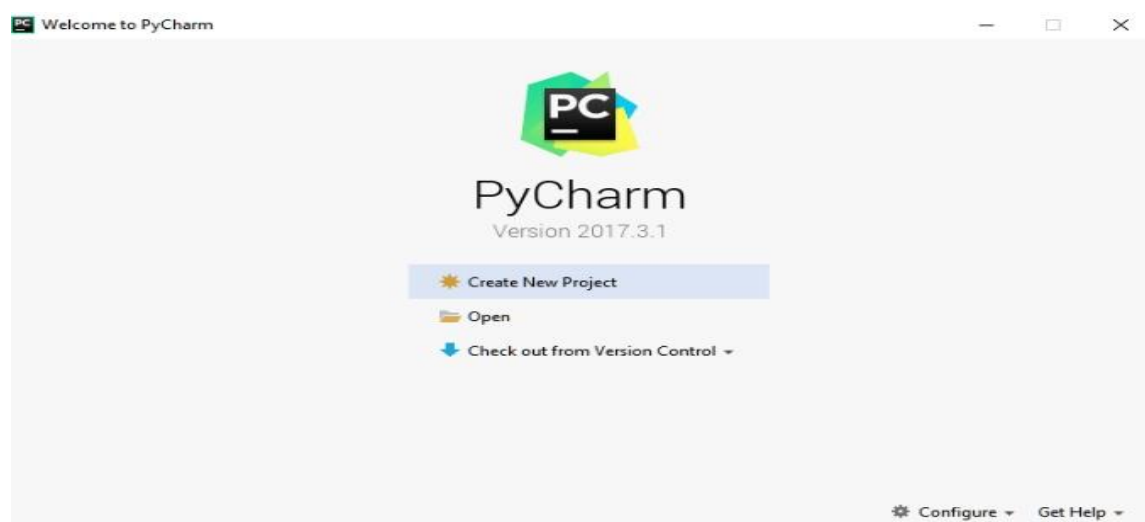 Welcome to PyCharm
PC
PyCharm
Version 2017.3.1
Create New Project
Open
Check out from Version Control
Configure Get Help